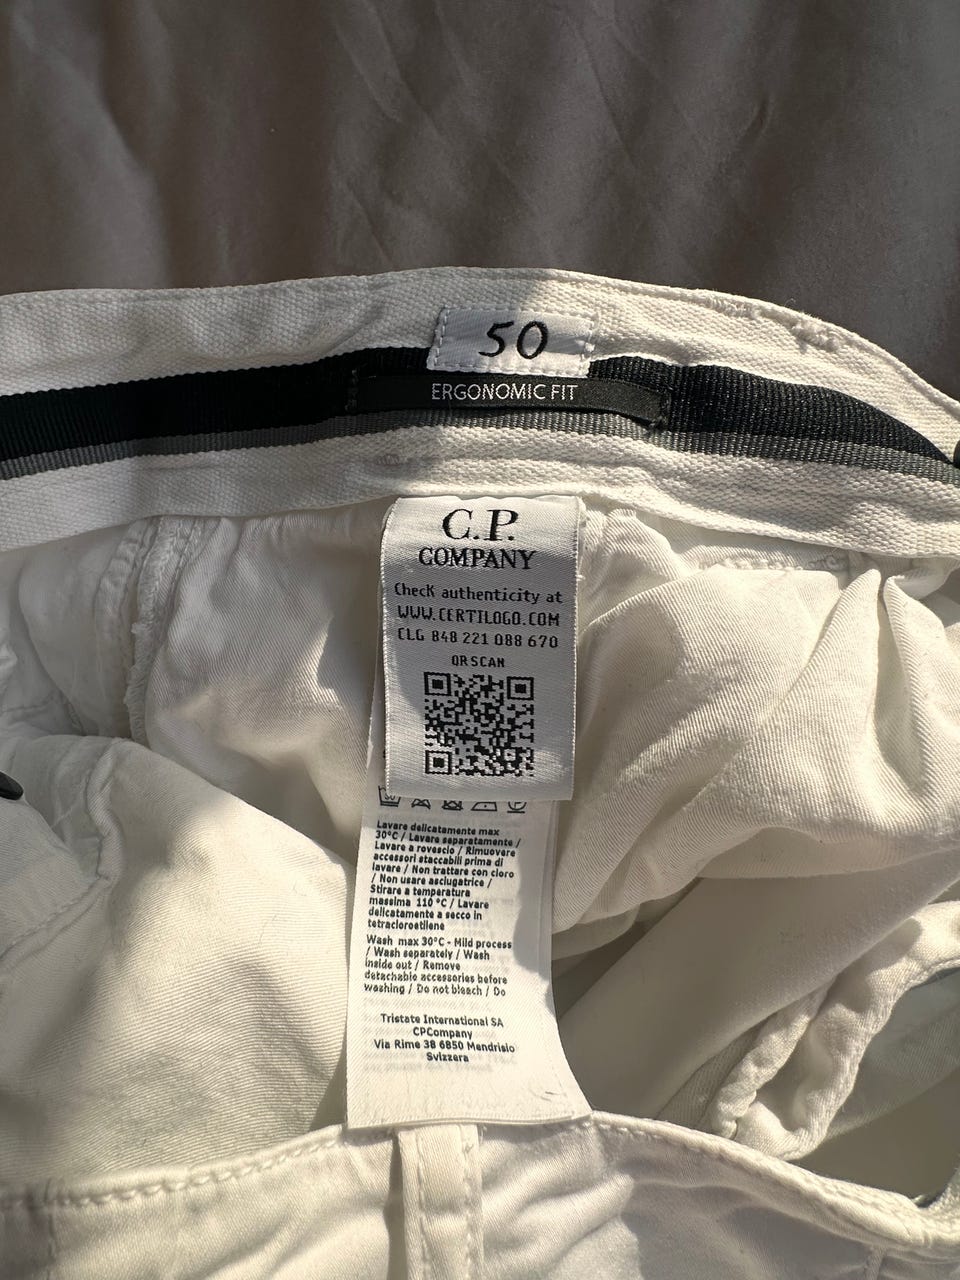 50
ERGONOMIC FIT
C.P.
COMPANY
Check authenticity at
WWW.CERTILOGO.COM
CLG 848 221 088 670
QR SCAN
30
Lavare delicatamente max
30°C / Lavare separatamente /
Lavare a rovescio / Rimuovere
accessori staccabili prima di
lavare / Non trattare con cloro
/ Non usare asciugatrice /
Stirare a temperatura
massima 110°C / Lavare
delicatamente a secco in
tetracloroetilene
Wash max 30°C - Mild process
/ Wash separately / Wash
inside out / Remove
detachable accessories before
washing / Do not bleach / Do
Tristate International SA
CPCompany
Via Rime 38 6850 Mendrisio
Svizzera